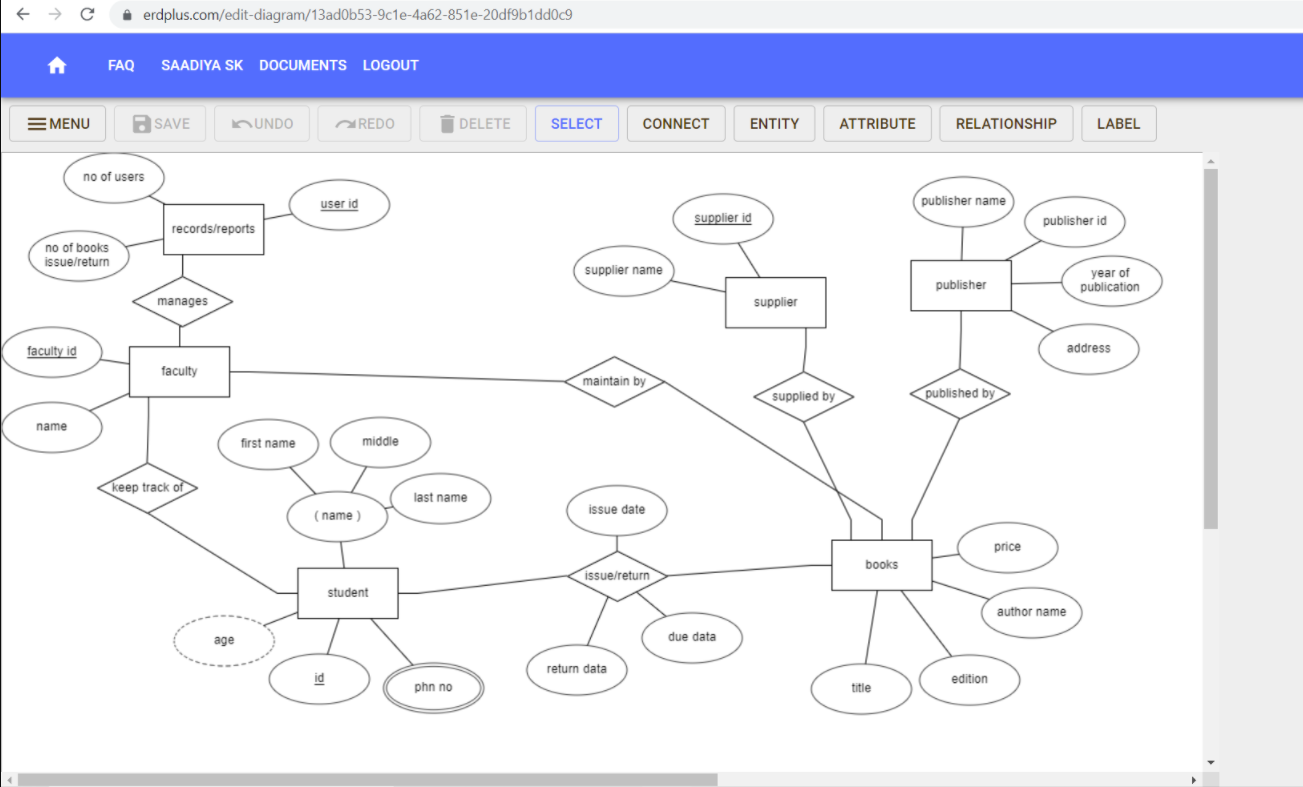 erdplus.com/edit-diagram/13ad0b53-9c1e-4a62-851e-20df9b1dd0c9
FAQ SAADIYA SK DOCUMENTS LOGOUT
MENU SAVE UNDO REDO DELETE SELECT CONNECT ENTITY ATTRIBUTE RELATIONSHIP LABEL
no of users
user id
records/reports
no of books
issue/return
manages
supplier id
supplier name
supplier
publisher name
publisher id
publisher
year of
publication
address
faculty id
faculty
name
maintain by
supplied by
published by
keep track of
first name
middle
last name
( name )
issue date
student
issue/return
books
price
author name
age
id
phn no
return data
due data
title
edition